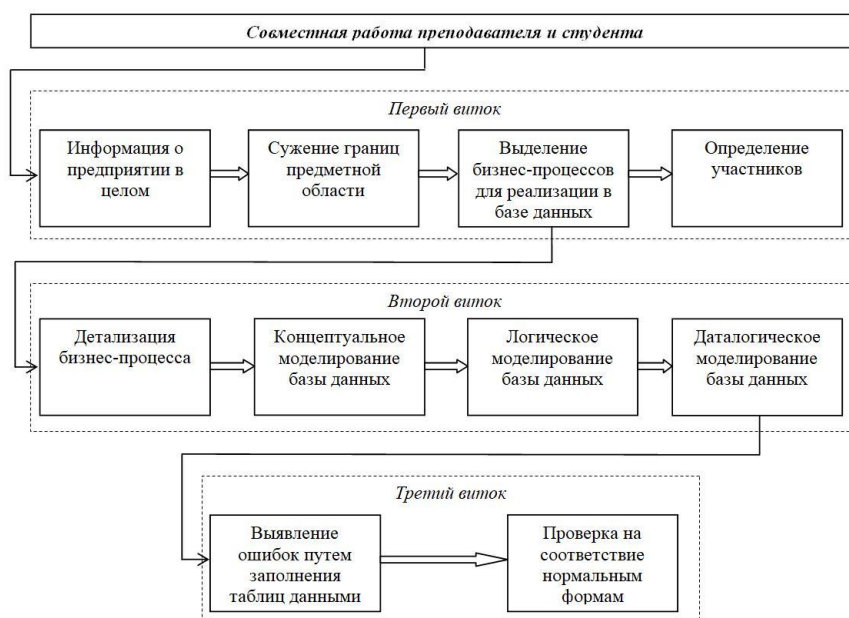 Совместная работа преподавателя и студента
Первый виток
Информация о
предприятии в
целом
Сужение границ
предметной
области
Выделение
бизнес-процессов
для реализации в
базе данных
Определение
участников
Второй виток
Детализация
бизнес-процесса
Концептуальное
моделирование
базы данных
Логическое
моделирование
базы данных
Даталогическое
моделирование
базы данных
Третий виток
Выявление
ошибок путем
заполнения
таблиц данными
Проверка на
соответствие
нормальным
формам